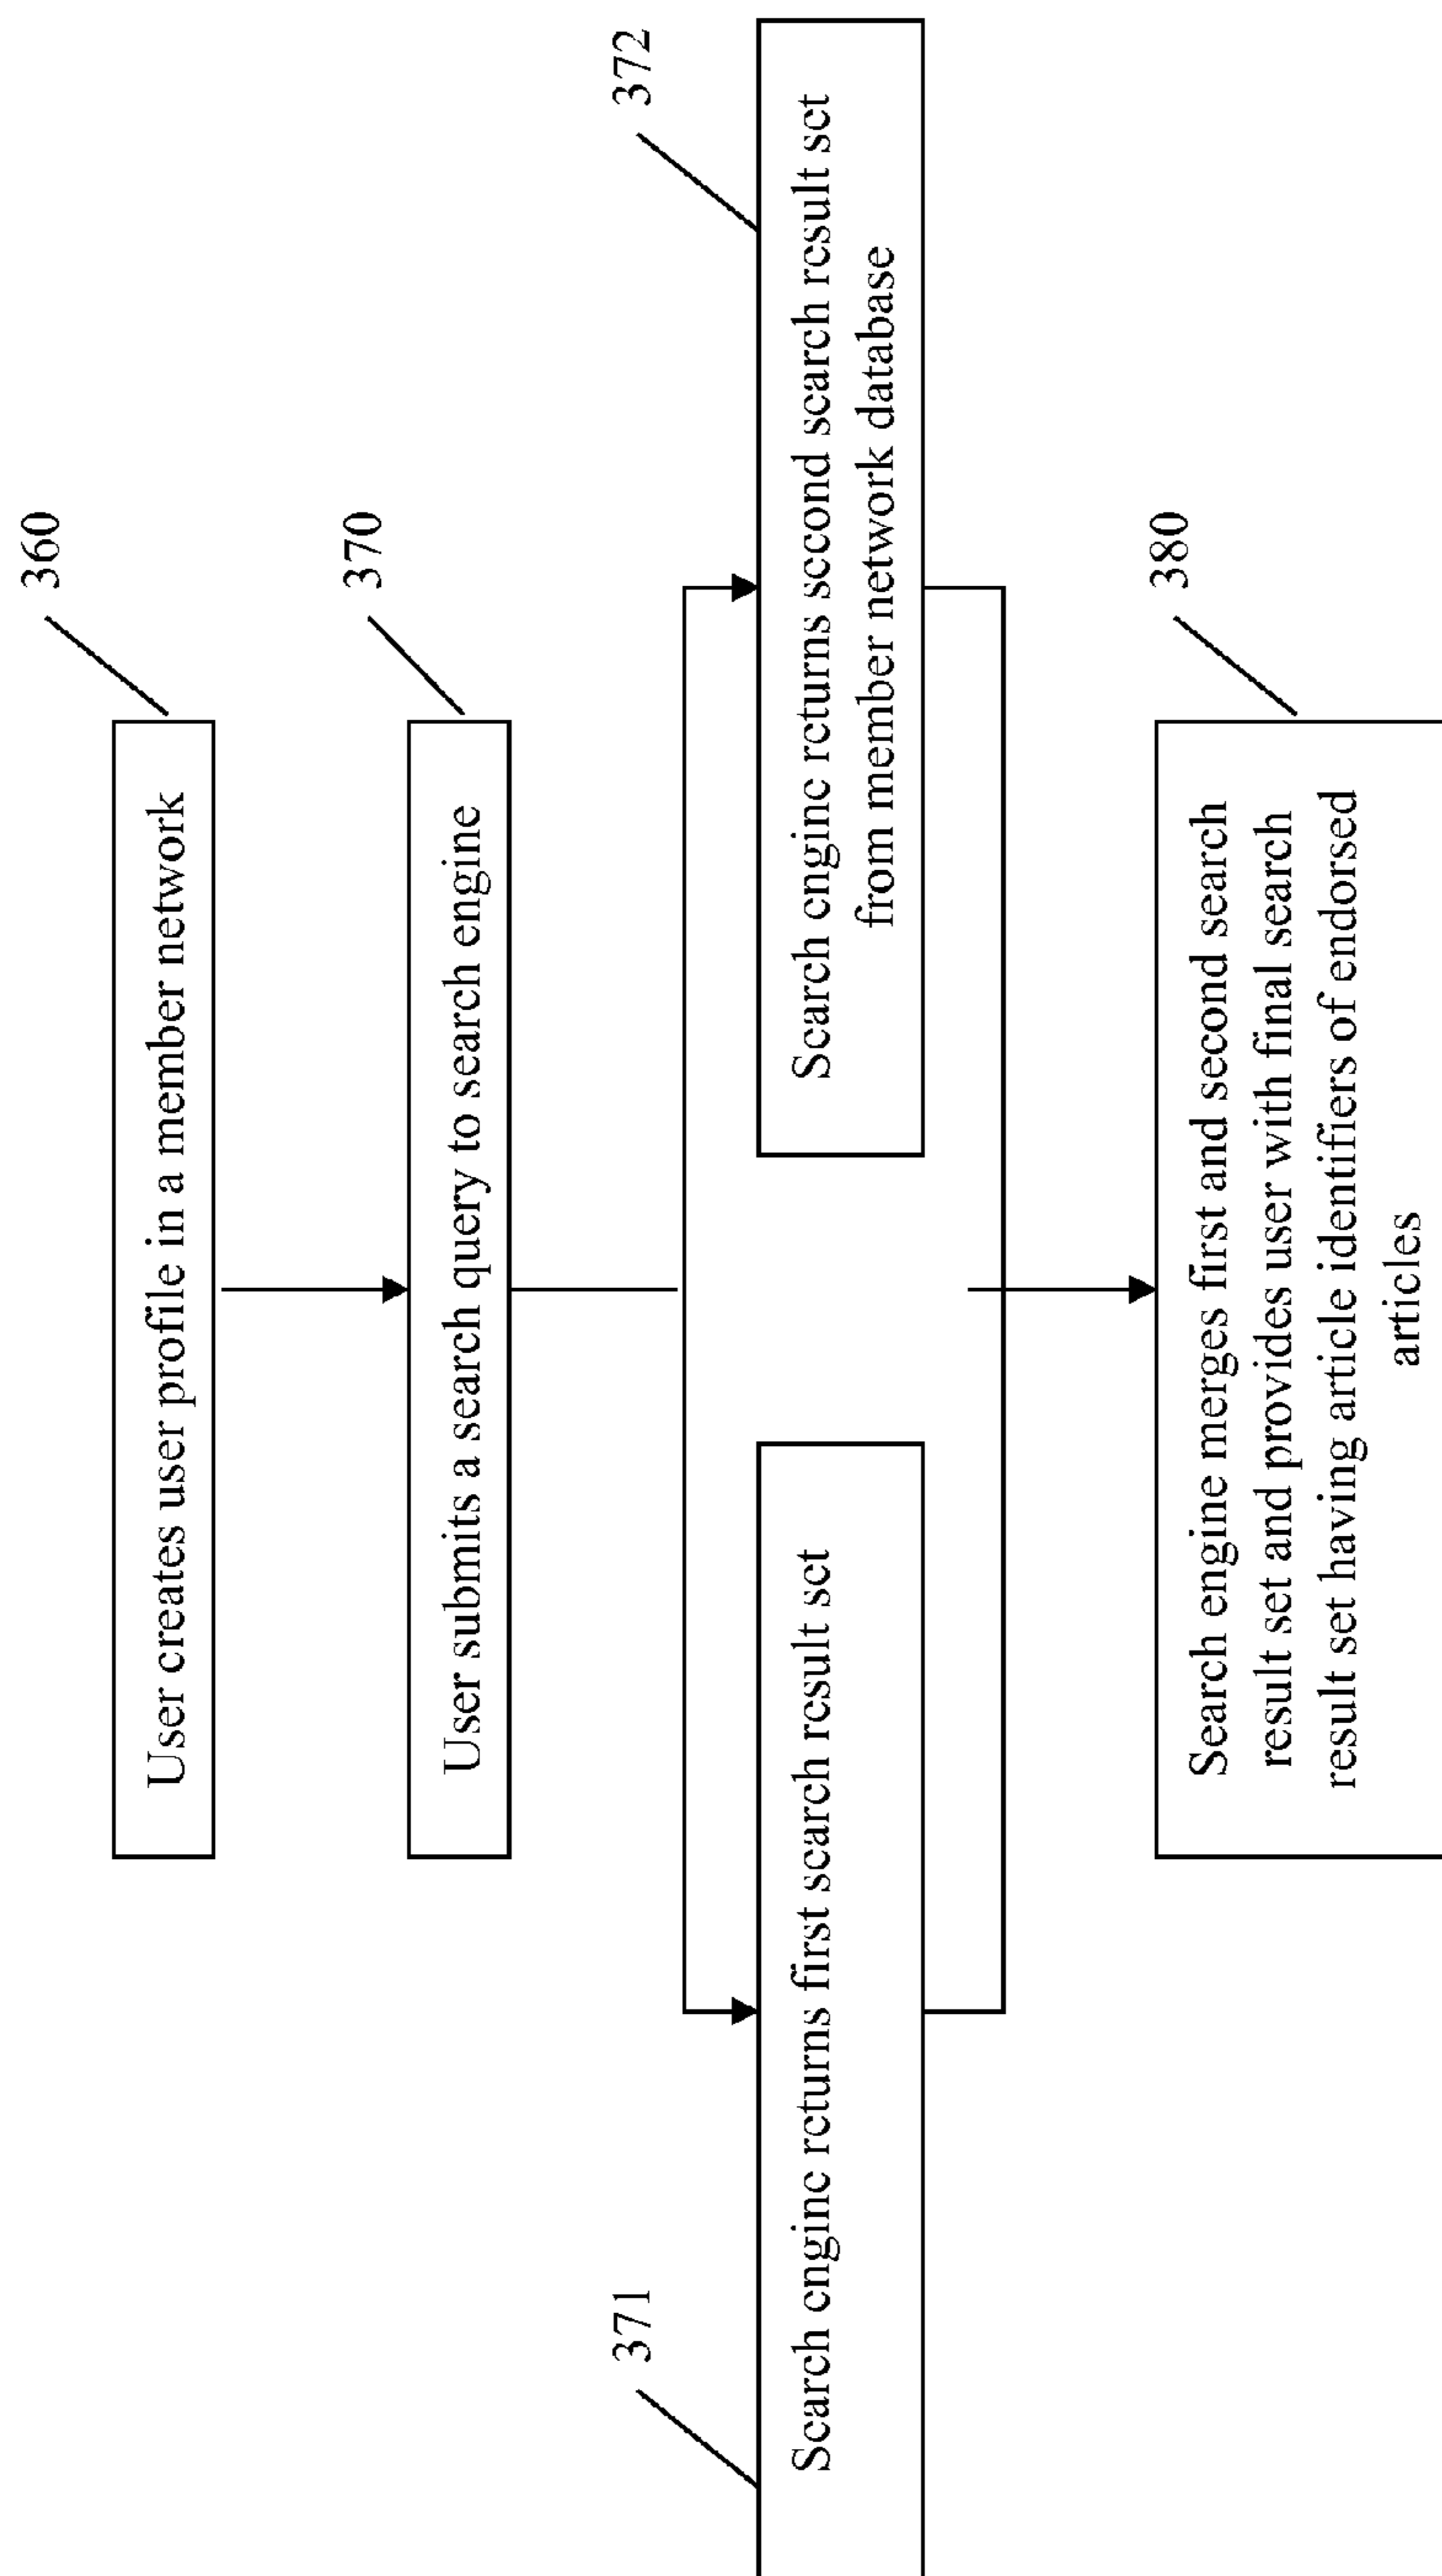 360
User creates user profile in a member network
370
User submits a search query to search engine
371
Search engine returns first search result set
372
Search engine returns second search result set
from member network database
380
Search engine merges first and second search
result set and provides user with final search
result set having article identifiers of endorsed
articles